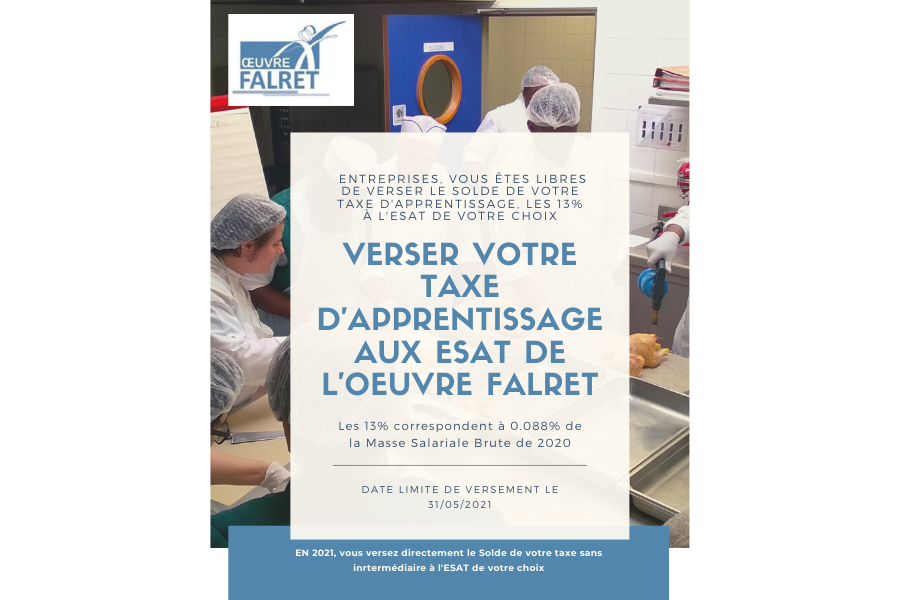 ŒUVRE
FALRET
ENTREPRISES, VOUS ÊTES LIBRES
DE VERSER LE SOLDE DE VOTRE
TAXE D'APPRENTISSAGE, LES 13%
À L'ESAT DE VOTRE CHOIX
VERSER VOTRE
TAXE
D'APPRENTISSAGE
AUX ESAT DE
L'OEUVRE FALRET
Les 13% correspondent à 0.088% de
la Masse Salariale Brute de 2020
DATE LIMITE DE VERSEMENT LE
31/05/2021
EN 2021, vous versez directement le Solde de votre taxe sans
inrtermédiaire à l'ESAT de votre choix